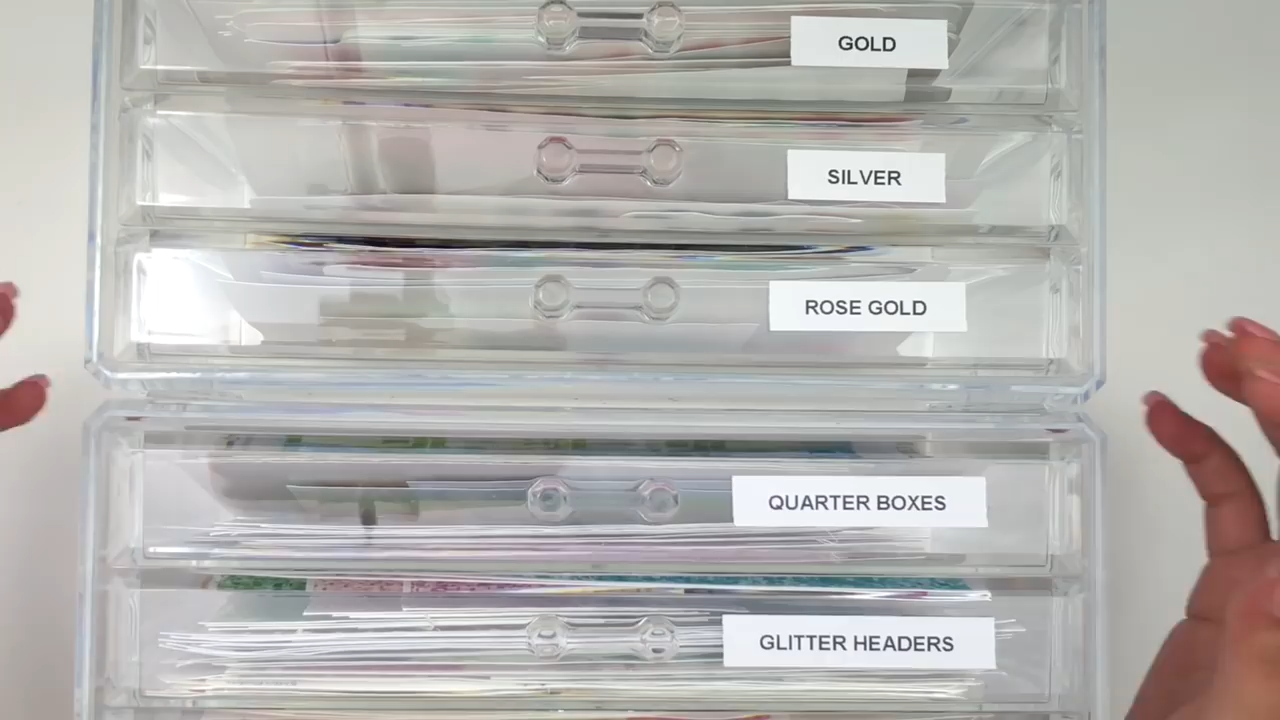 GOLD
SILVER
ROSE GOLD
QUARTER BOXES
GLITTER HEADERS